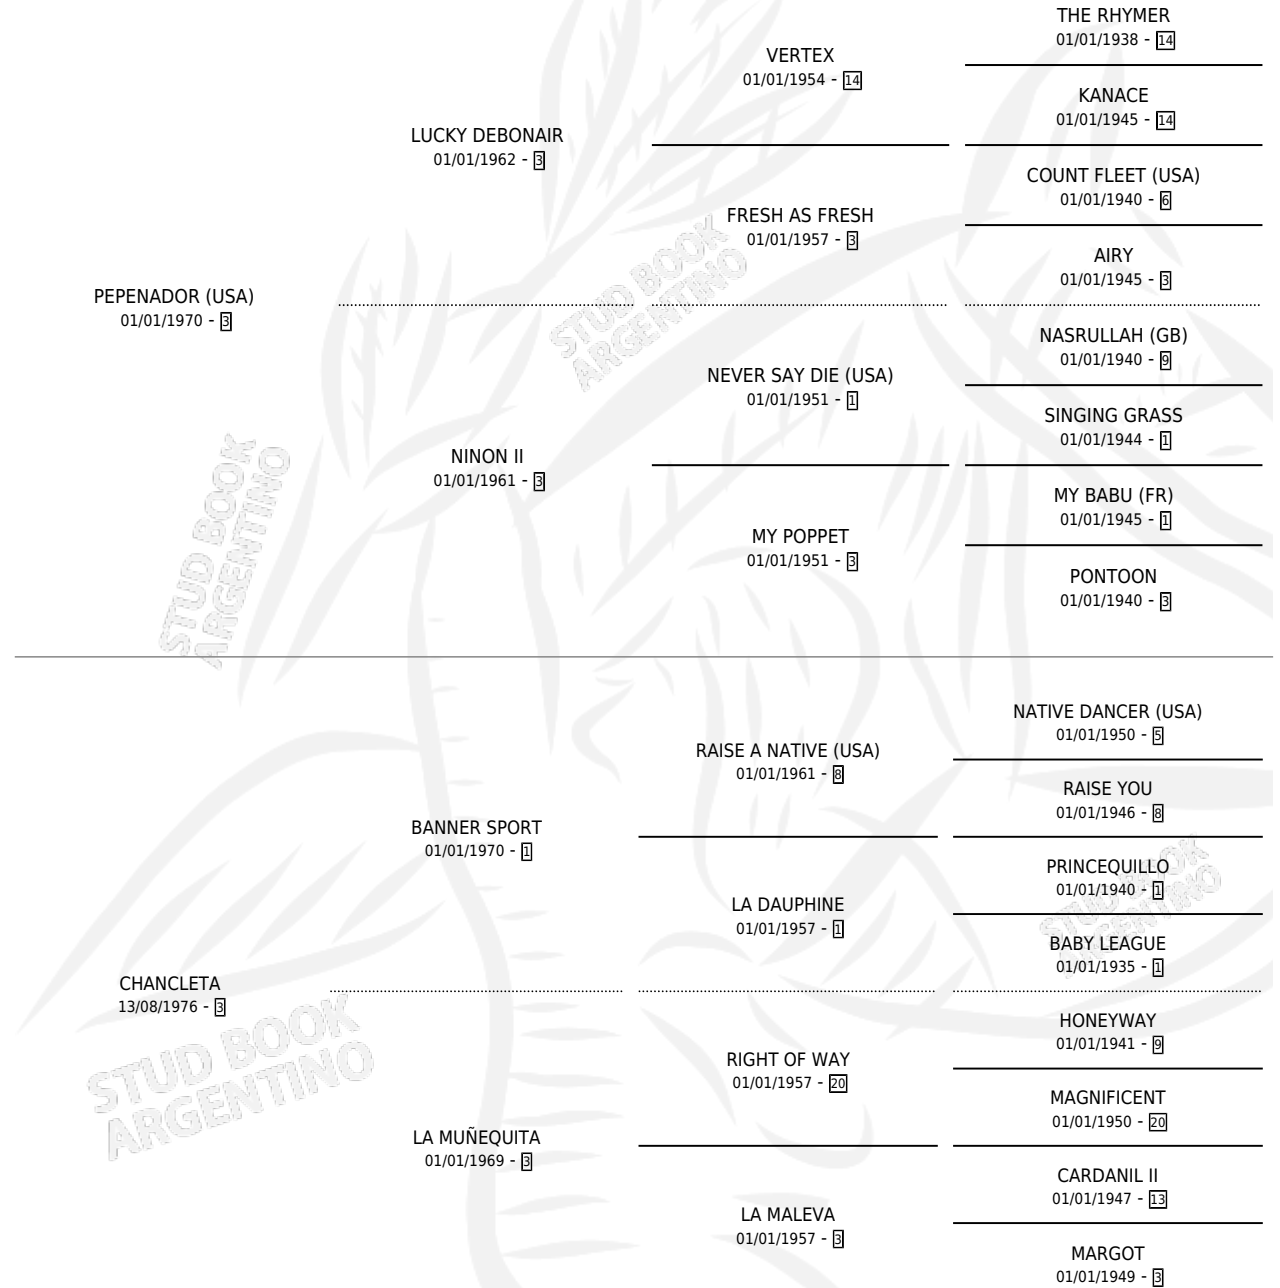 THE RHYMER
01/01/1938 - 14
VERTEX
01/01/1954 - 14
KANACE
01/01/1945 - 14
LUCKY DEBONAIR
01/01/1962 - 3
COUNT FLEET (USA)
01/01/1940 - 6
FRESH AS FRESH
01/01/1957 - 3
AIRY
01/01/1945 - 3
PEPENADOR (USA)
01/01/1970 - 3
NASRULLAH (GB)
01/01/1940 - 9
NEVER SAY DIE (USA)
01/01/1951 - 1
SINGING GRASS
01/01/1944 - 1
NINON II
01/01/1961 - 3
MY BABU (FR)
01/01/1945 - 1
MY POPPET
01/01/1951 - 3
PONTOON
01/01/1940 - 3
NATIVE DANCER (USA)
01/01/1950 - 5
RAISE A NATIVE (USA)
01/01/1961 - 8
RAISE YOU
01/01/1946 - 8
BANNER SPORT
01/01/1970 - 1
PRINCEQUILLO
01/01/1940 - 1
LA DAUPHINE
01/01/1957 - 1
BABY LEAGUE
01/01/1935 - 1
CHANCLETA
13/08/1976 - 3
HONEYWAY
01/01/1941 - 9
RIGHT OF WAY
01/01/1957 - 20
MAGNIFICENT
01/01/1950 - 20
LA MUÑEQUITA
01/01/1969 - 3
CARDANIL II
01/01/1947 - 13
LA MALEVA
01/01/1957 - 3
MARGOT
01/01/1949 - 3
STUD BOOK
ARGENTINO
STUD BOOK
ARGENTINO
STUD BOOK
ARGENTINO
STUD BOOK
ARGENTINO